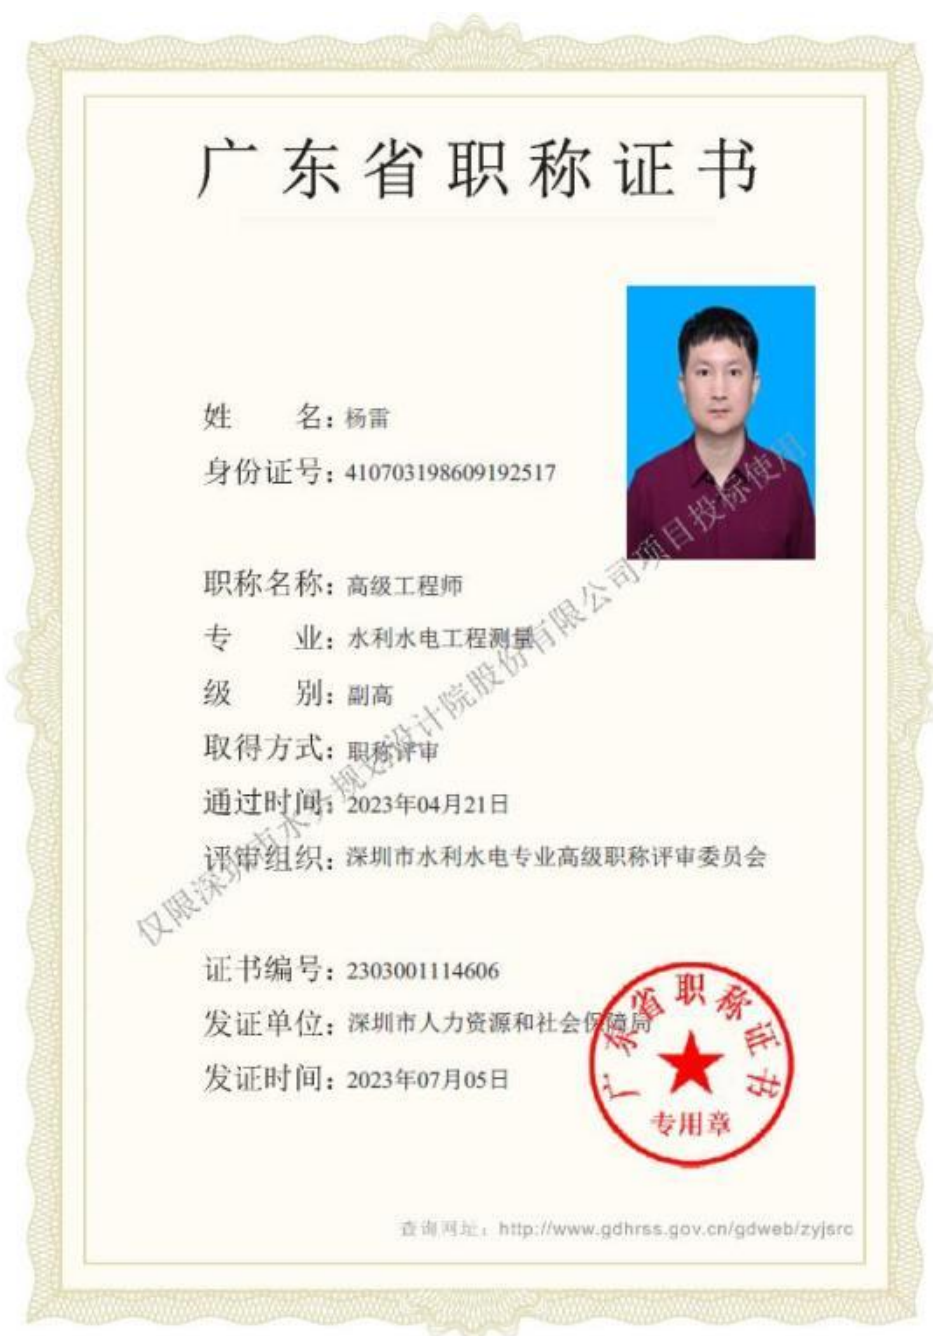 广东省职称证书
姓　　名：杨雷
身份证号：410703198609192517
职称名称：高级工程师
专　　业：水利水电工程测量
级　　别：副高
取得方式：职称评审
通过时间：2023年04月21日
评审组织：深圳市水利水电专业高级职称评审委员会
证书编号：2303001114606
发证单位：深圳市人力资源和社会保障局
发证时间：2023年07月05日
广东省职称证书
专用章
查询网址：http://www.gdhrss.gov.cn/gdweb/zyjsrc
仅限深圳市水务规划设计院股份有限公司项目投标使用